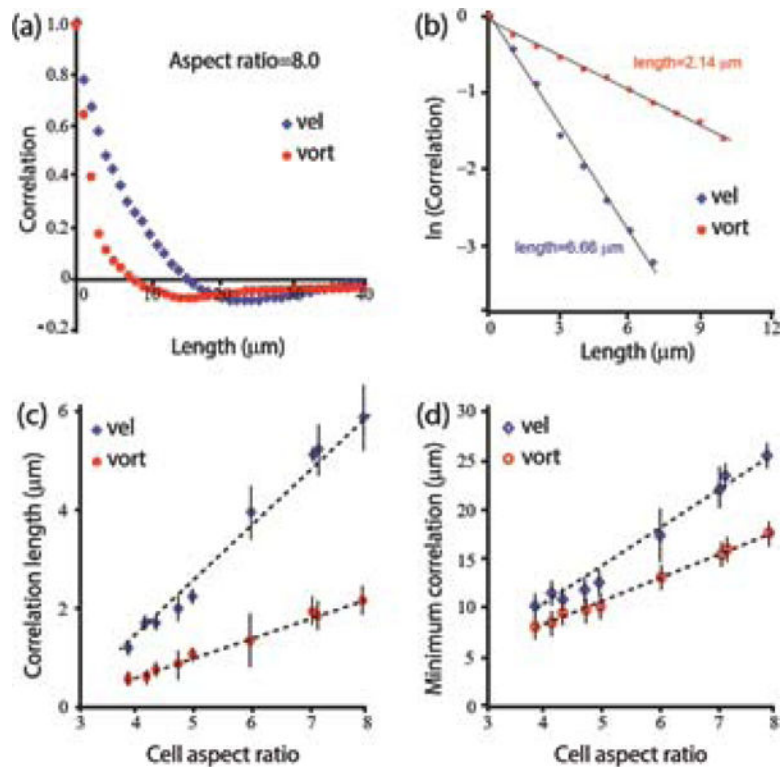 (a)
1.0
0.8
0.6
0.4
0.2
0
-0.2
Correlation
Aspect ratio=8.0
vel
vort
0
10
20
30
40
Length (μm)
(b)
0
-1
-2
-3
ln (Correlation)
length=2.14 μm
vel
vort
length=6.66 μm
0
3
6
9
12
Length (μm)
(c)
6
4
2
0
Correlation length (μm)
vel
vort
3
4
5
6
7
8
Cell aspect ratio
(d)
30
25
20
15
10
5
0
Minimum correlation (μm)
vel
vort
3
4
5
6
7
8
Cell aspect ratio